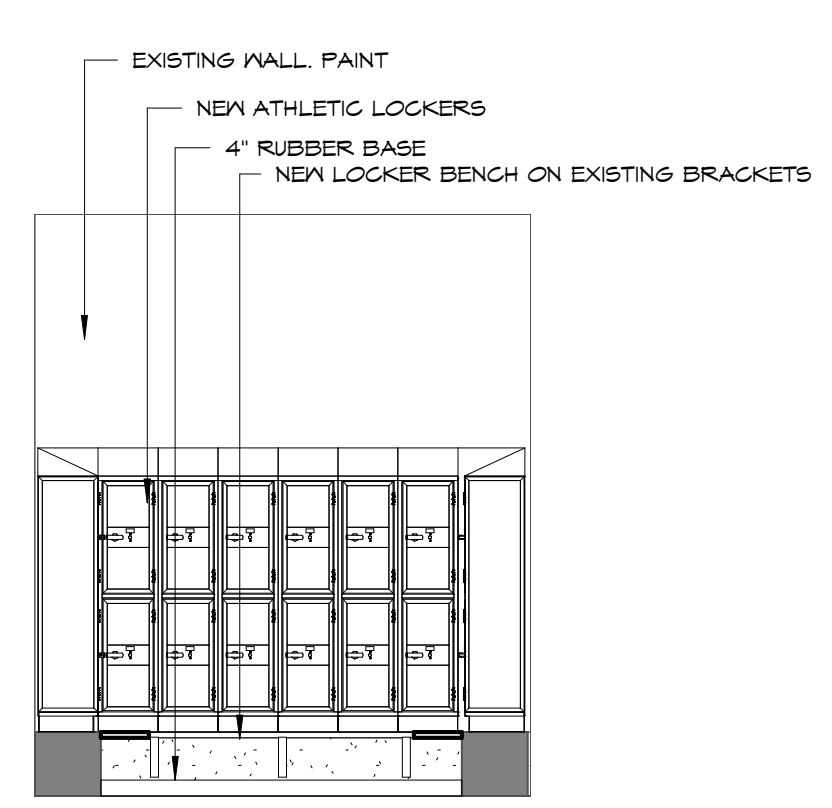 EXISTING WALL. PAINT
NEW ATHLETIC LOCKERS
4" RUBBER BASE
NEW LOCKER BENCH ON EXISTING BRACKETS